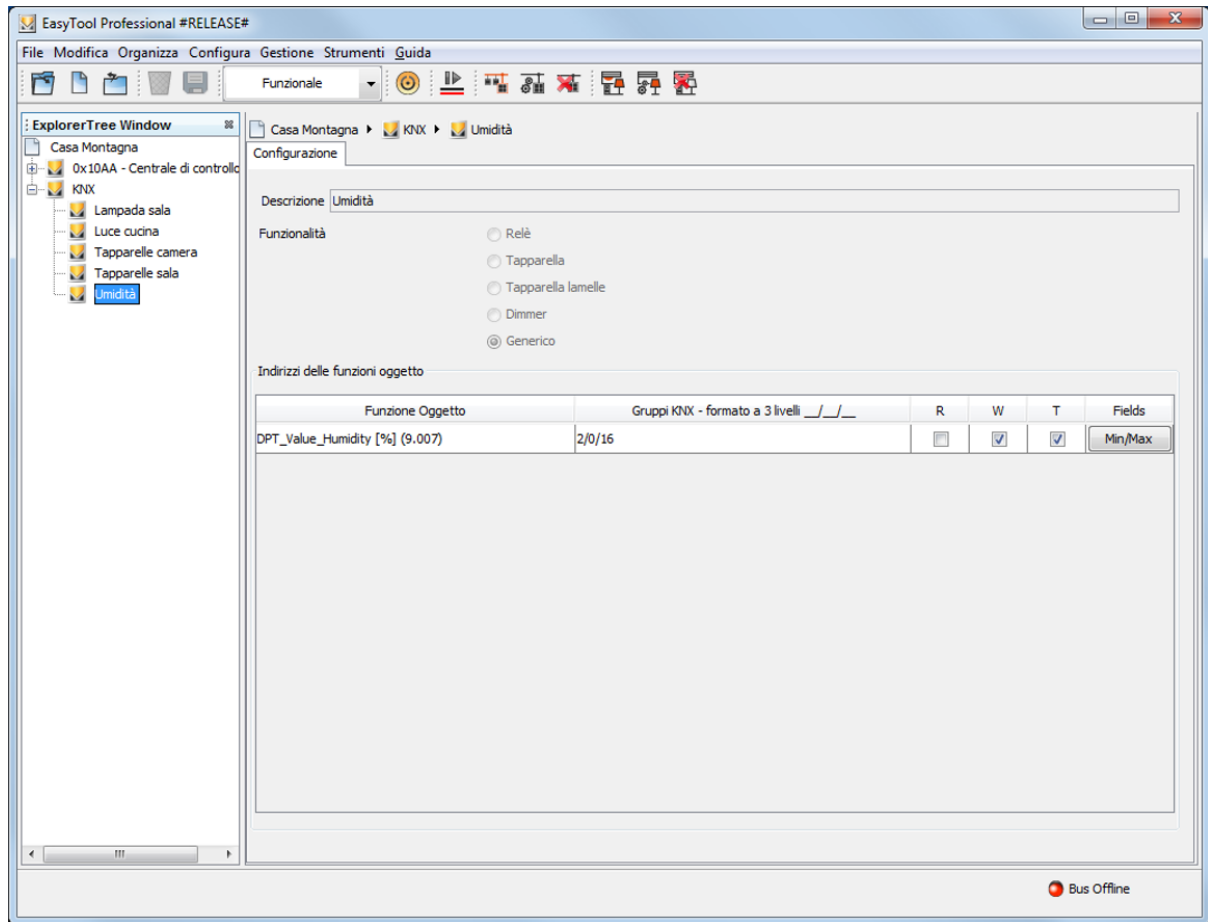 EasyTool Professional #RELEASE#
File Modifica Organizza Configura Gestione Strumenti Guida
Funzionale
ExplorerTree Window
Casa Montagna
0x10AA - Centrale di controllo
KNX
Lampada sala
Luce cucina
Tapparelle camera
Tapparelle sala
Umidità
Casa Montagna KNX Umidità
Configurazione
Descrizione Umidità
Funzionalità
Relè
Tapparella
Tapparella lamelle
Dimmer
Generico
Indirizzi delle funzioni oggetto
Funzione Oggetto Gruppi KNX - formato a 3 livelli __/__/__ R W T Fields
DPT_Value_Humidity [%] (9.007) 2/0/16 Min/Max
Bus Offline